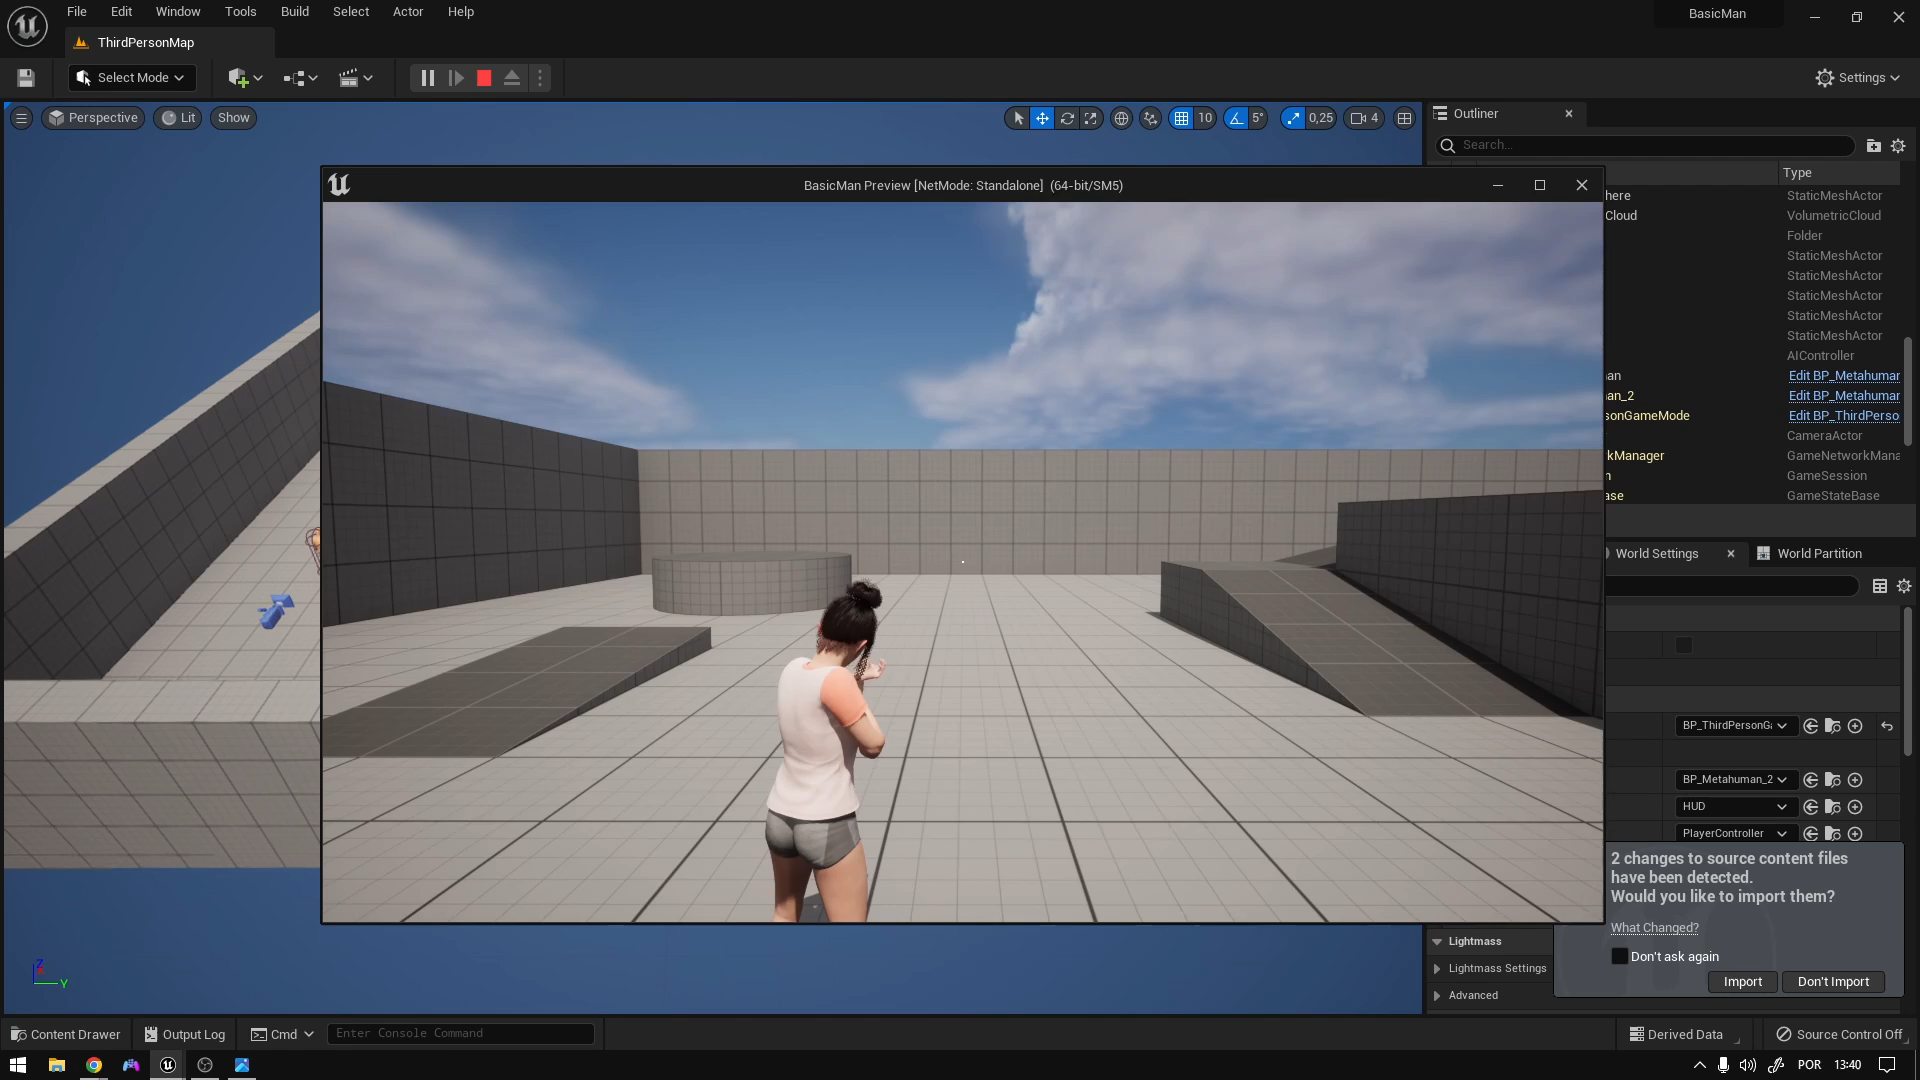 File Edit Window Tools Build Select Actor Help
BasicMan
ThirdPersonMap
Select Mode
Settings
Perspective
Lit
Show
10
5°
0,25
4
Outliner
Search...
Type
BasicMan Preview [NetMode: Standalone] (64-bit/SM5)
here StaticMeshActor
Cloud VolumetricCloud
Folder
StaticMeshActor
StaticMeshActor
StaticMeshActor
StaticMeshActor
StaticMeshActor
AIController
an Edit BP_Metahuman
an_2 Edit BP_Metahuman
sonGameMode Edit BP_ThirdPerso
CameraActor
kManager GameNetworkMana
n GameSession
ase GameStateBase
World Settings
World Partition
BP_ThirdPersonGa
BP_Metahuman_2
HUD
PlayerController
2 changes to source content files
have been detected.
Would you like to import them?
What Changed?
Don't ask again
Import
Don't Import
Lightmass
Lightmass Settings
Advanced
Z
Y
Content Drawer
Output Log
Cmd
Enter Console Command
Derived Data
Source Control Off
POR
13:40